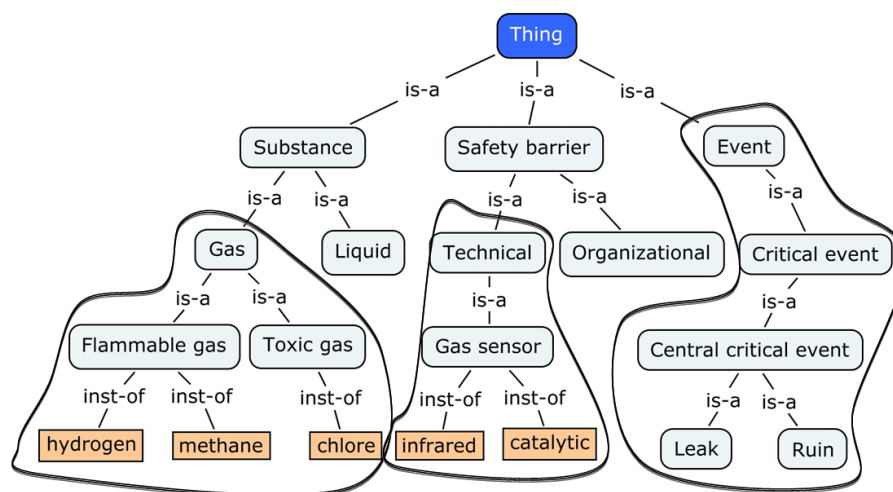 Thing
is-a is-a is-a
Substance Safety barrier Event
is-a is-a is-a is-a is-a
Gas Liquid Technical Organizational Critical event
is-a is-a is-a is-a
Flammable gas Toxic gas Gas sensor Central critical event
inst-of inst-of inst-of inst-of inst-of is-a is-a
hydrogen methane chlore infrared catalytic Leak Ruin